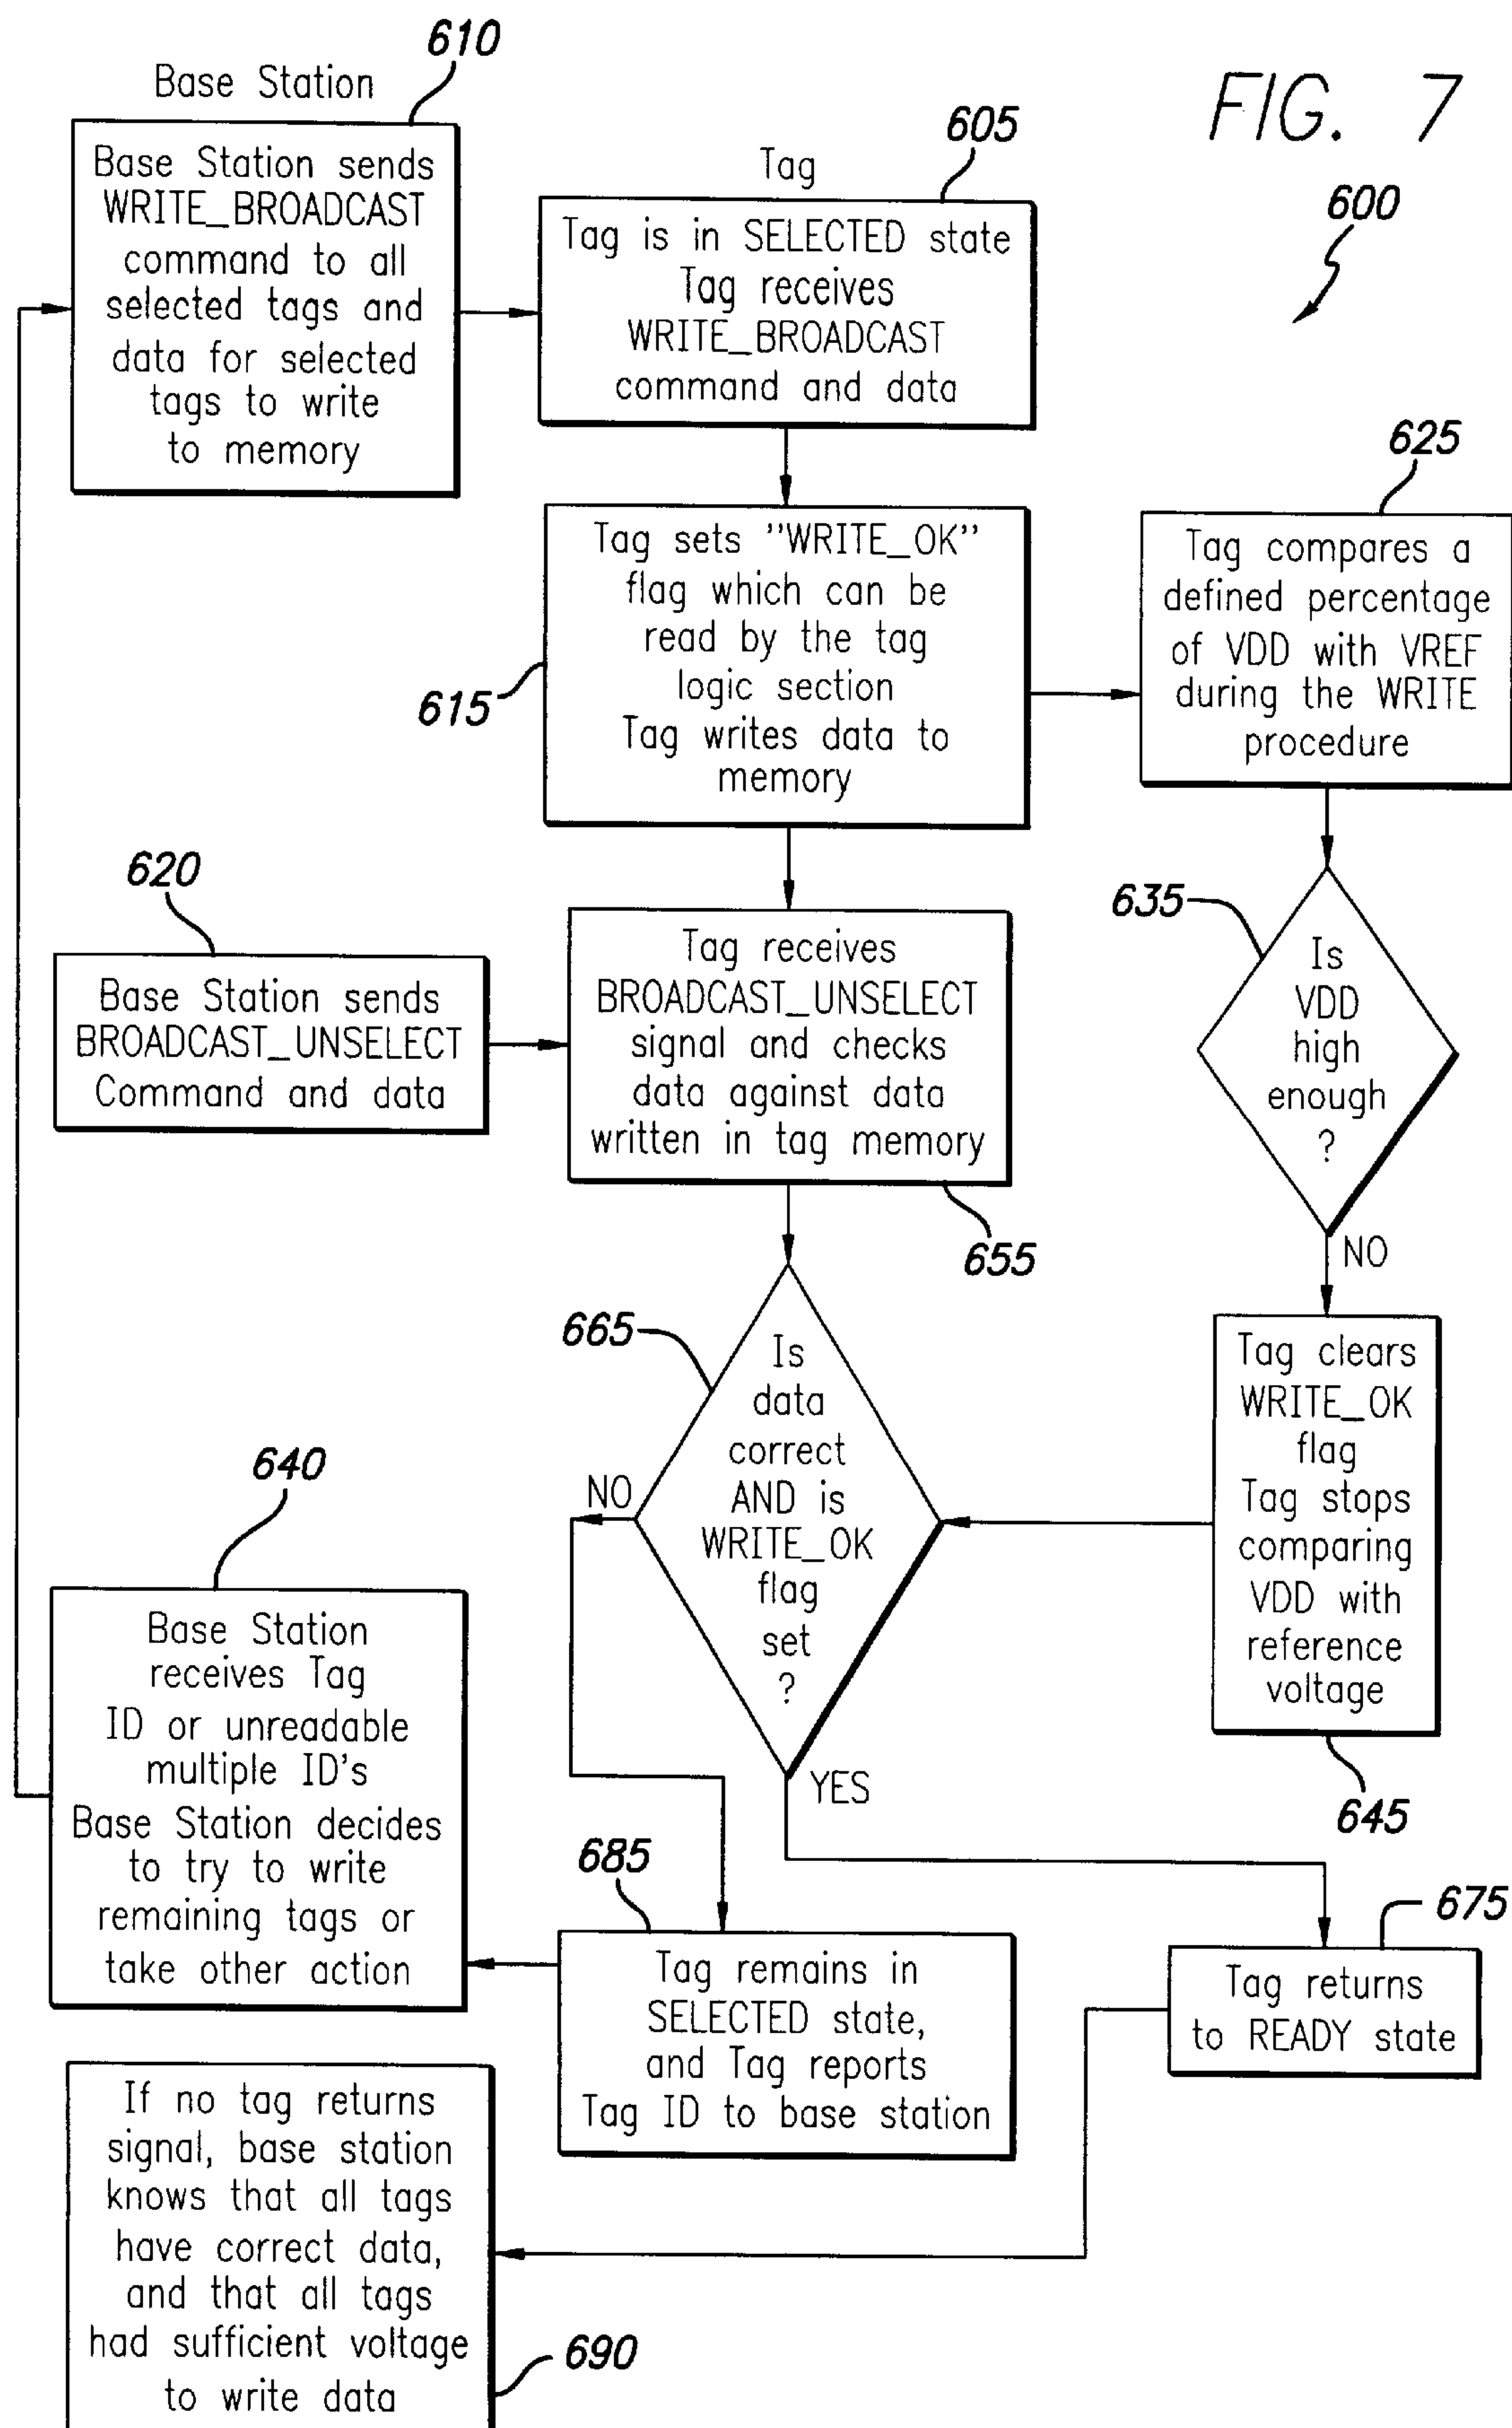 FIG. 7
600
610
Base Station
Base Station sends
WRITE_BROADCAST
command to all
selected tags and
data for selected
tags to write
to memory
605
Tag
Tag is in SELECTED state
Tag receives
WRITE_BROADCAST
command and data
615
Tag sets "WRITE_OK"
flag which can be
read by the tag
logic section
Tag writes data to
memory
625
Tag compares a
defined percentage
of VDD with VREF
during the WRITE
procedure
620
Base Station sends
BROADCAST_UNSELECT
Command and data
Tag receives
BROADCAST_UNSELECT
signal and checks
data against data
written in tag memory
655
635
Is
VDD
high
enough
?
NO
665
Is
data
correct
AND is
WRITE_OK
flag
set
?
NO
YES
Tag clears
WRITE_OK
flag
Tag stops
comparing
VDD with
reference
voltage
645
640
Base Station
receives Tag
ID or unreadable
multiple ID's
Base Station decides
to try to write
remaining tags or
take other action
685
Tag remains in
SELECTED state,
and Tag reports
Tag ID to base station
675
Tag returns
to READY state
If no tag returns
signal, base station
knows that all tags
have correct data,
and that all tags
had sufficient voltage
to write data
690